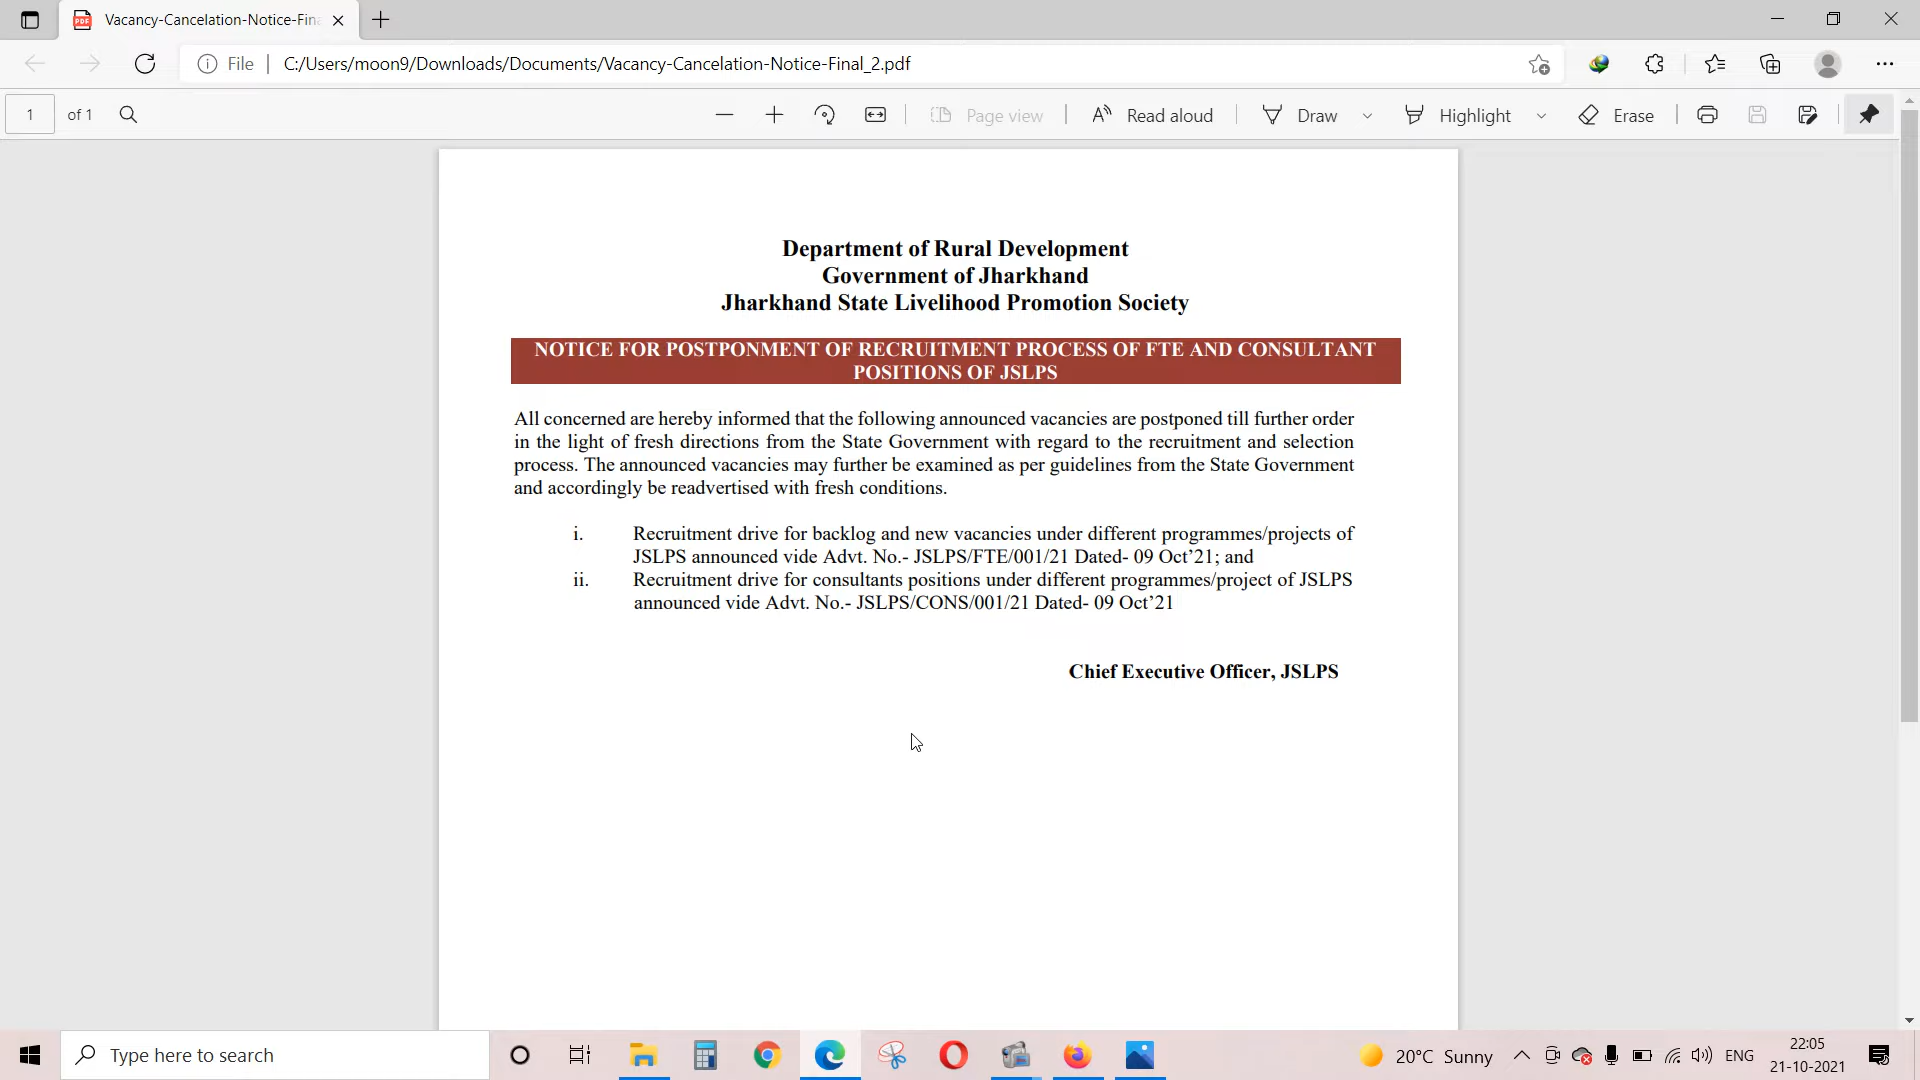 Vacancy-Cancelation-Notice-Fin
File
C:/Users/moon9/Downloads/Documents/Vacancy-Cancelation-Notice-Final_2.pdf
1 of 1
Page view
Read aloud
Draw
Highlight
Erase
Department of Rural Development
Government of Jharkhand
Jharkhand State Livelihood Promotion Society
NOTICE FOR POSTPONMENT OF RECRUITMENT PROCESS OF FTE AND CONSULTANT
POSITIONS OF JSLPS
All concerned are hereby informed that the following announced vacancies are postponed till further order
in the light of fresh directions from the State Government with regard to the recruitment and selection
process. The announced vacancies may further be examined as per guidelines from the State Government
and accordingly be readvertised with fresh conditions.
i. Recruitment drive for backlog and new vacancies under different programmes/projects of
JSLPS announced vide Advt. No.- JSLPS/FTE/001/21 Dated- 09 Oct’21; and
ii. Recruitment drive for consultants positions under different programmes/project of JSLPS
announced vide Advt. No.- JSLPS/CONS/001/21 Dated- 09 Oct’21
Chief Executive Officer, JSLPS
Type here to search
20°C Sunny
ENG
22:05
21-10-2021